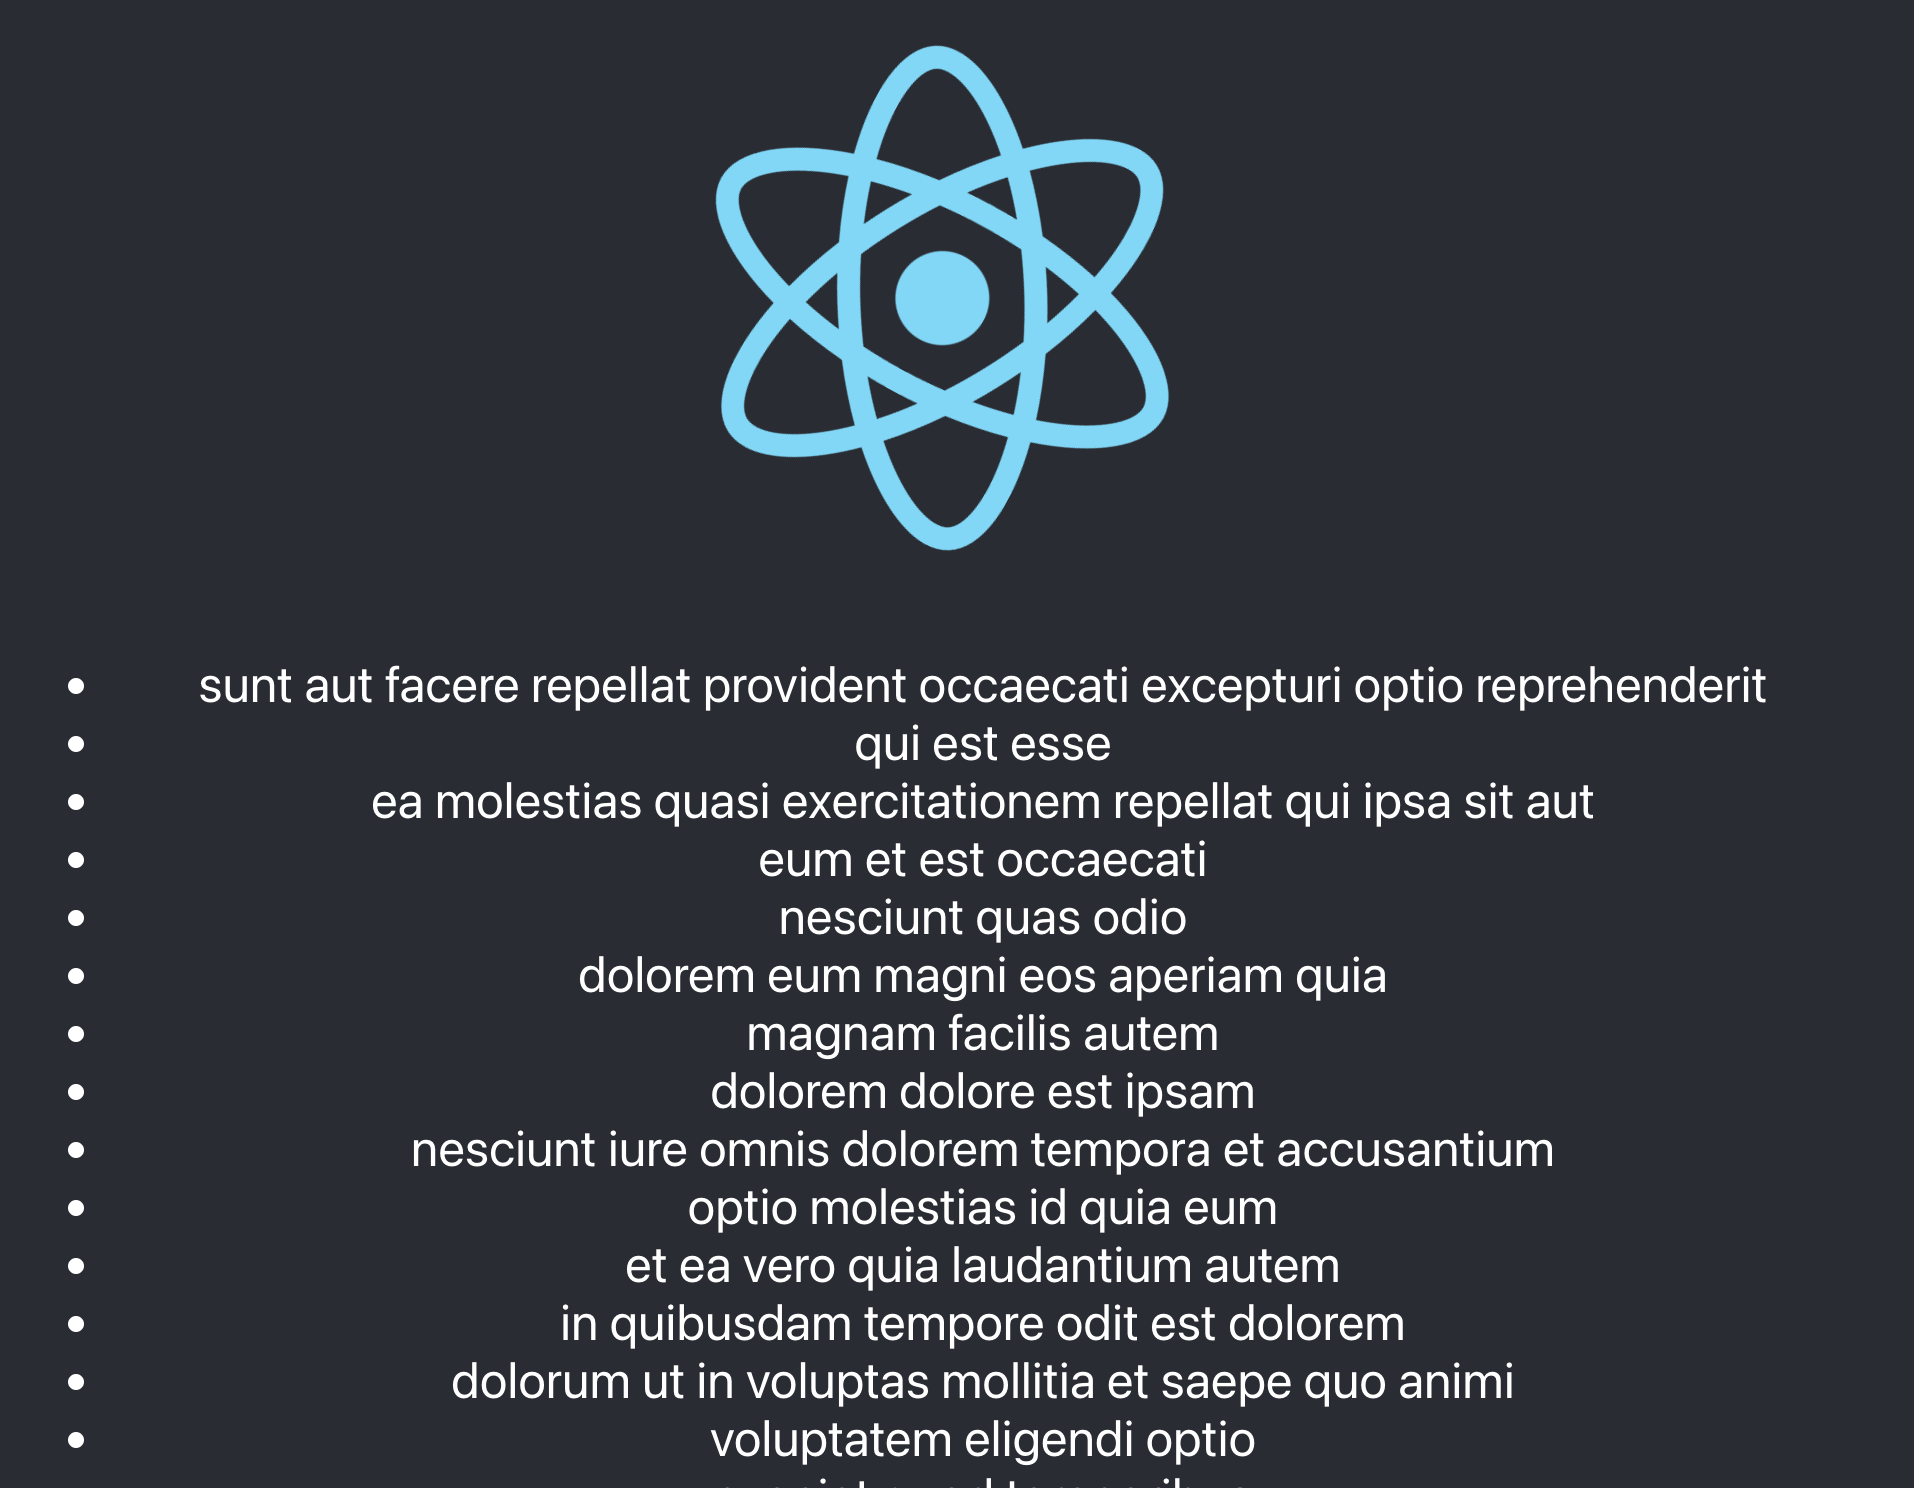 sunt aut facere repellat provident occaecati excepturi optio reprehenderit
qui est esse
ea molestias quasi exercitationem repellat qui ipsa sit aut
eum et est occaecati
nesciunt quas odio
dolorem eum magni eos aperiam quia
magnam facilis autem
dolorem dolore est ipsam
nesciunt iure omnis dolorem tempora et accusantium
optio molestias id quia eum
et ea vero quia laudantium autem
in quibusdam tempore odit est dolorem
dolorum ut in voluptas mollitia et saepe quo animi
voluptatem eligendi optio